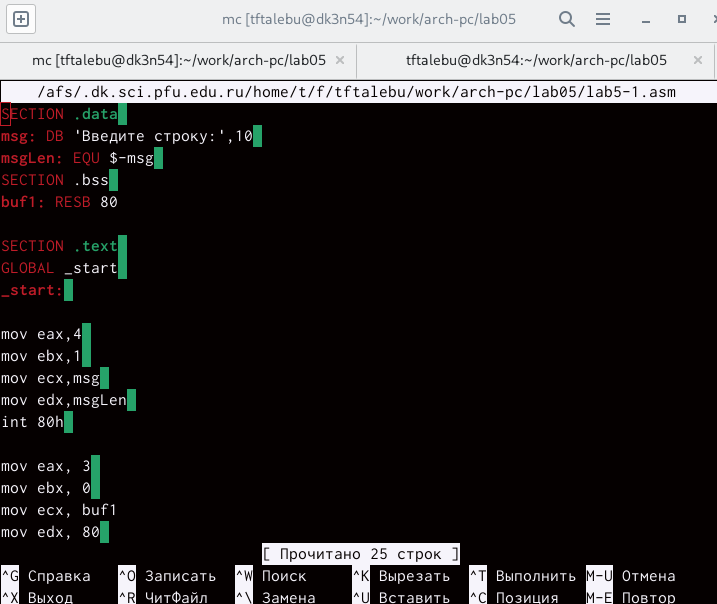 mc [tftalebu@dk3n54]:~/work/arch-pc/lab05
mc [tftalebu@dk3n54]:~/work/arch-pc/lab05 × tftalebu@dk3n54:~/work/arch-pc/lab05 ×
/afs/.dk.sci.pfu.edu.ru/home/t/f/tftalebu/work/arch-pc/lab05/lab5-1.asm
SECTION .data
msg: DB 'Введите строку:',10
msgLen: EQU $-msg
SECTION .bss
buf1: RESB 80
SECTION .text
GLOBAL _start
_start:
mov eax,4
mov ebx,1
mov ecx,msg
mov edx,msgLen
int 80h
mov eax, 3
mov ebx, 0
mov ecx, buf1
mov edx, 80
[ Прочитано 25 строк ]
^G Справка ^O Записать ^W Поиск ^K Вырезать ^T Выполнить M-U Отмена
^X Выход ^R ЧитФайл ^\ Замена ^U Вставить ^C Позиция M-E Повтор